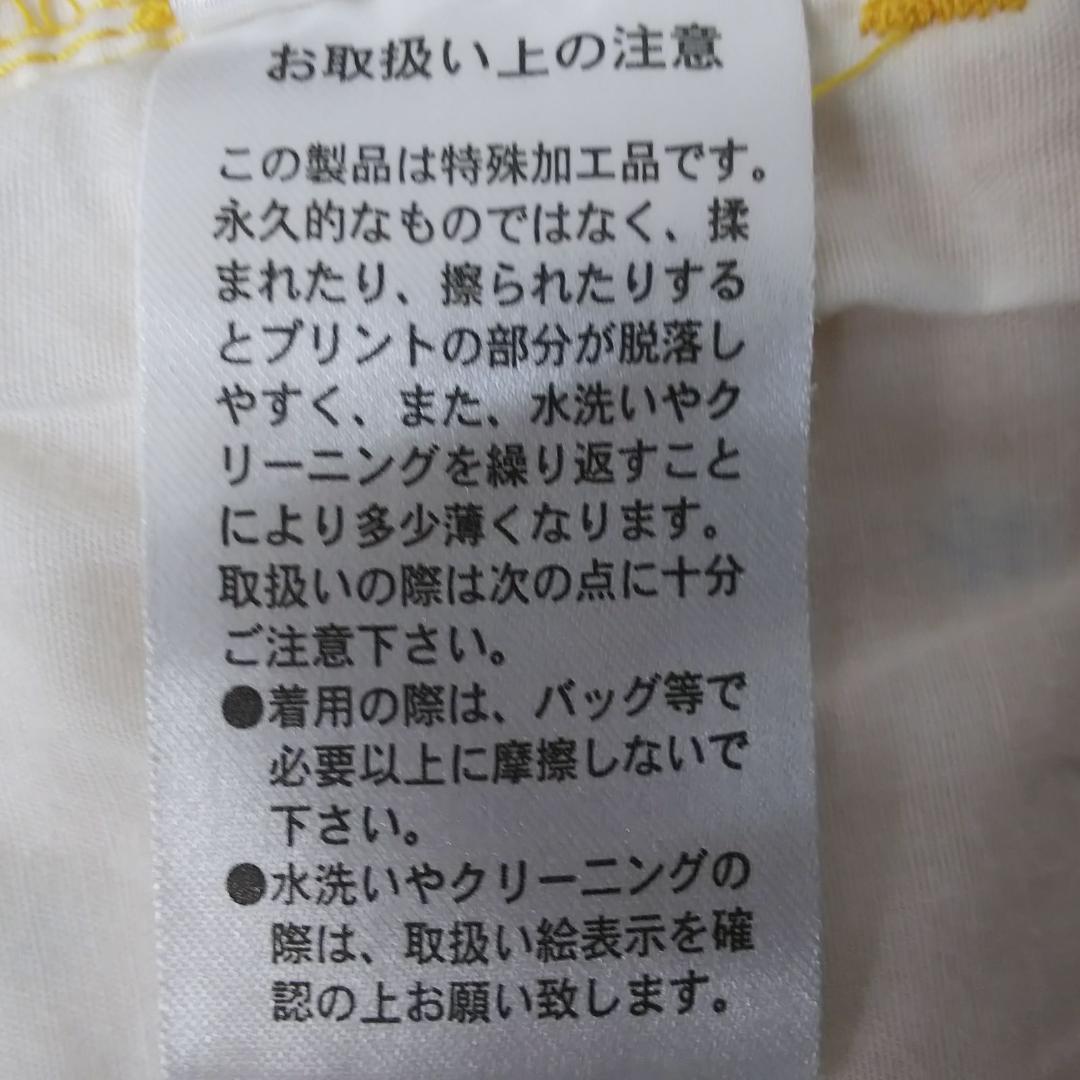 お取扱い上の注意
この製品は特殊加工品です。
永久的なものではなく、揉
まれたり、擦られたりする
とプリントの部分が脱落し
やすく、また、水洗いやク
リーニングを繰り返すこと
により多少薄くなります。
取扱いの際は次の点に十分
ご注意下さい。
●着用の際は、バッグ等で
必要以上に摩擦しないで
下さい。
●水洗いやクリーニングの
際は、取扱い絵表示を確
認の上お願い致します。